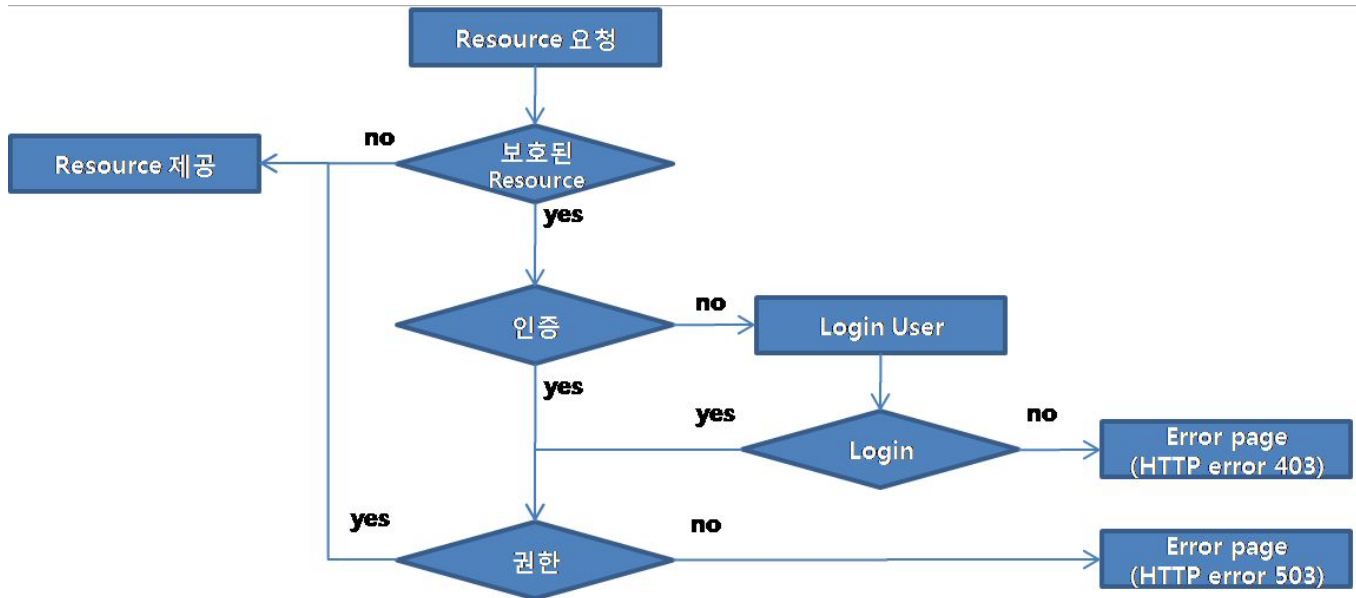 Resource 요청
no
Resource 제공
보호된
Resource
yes
no
인증
Login User
yes
yes
no
Login
Error page
(HTTP error 403)
yes
no
권한
Error page
(HTTP error 503)